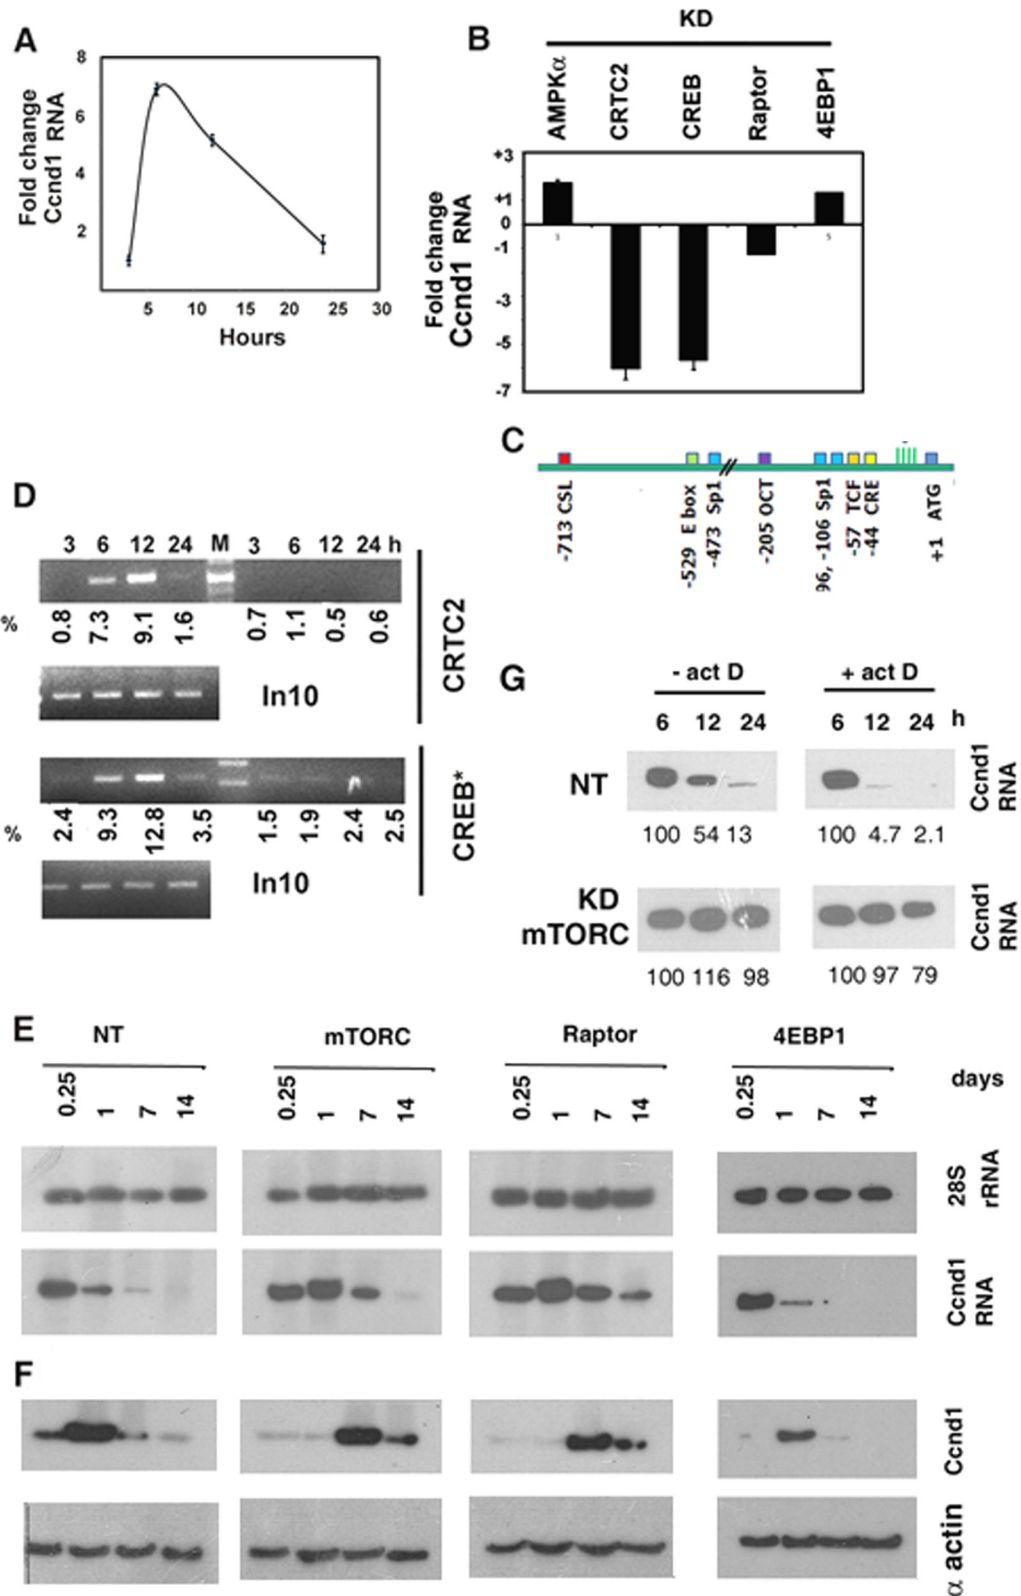 A
Fold change
Ccnd1 RNA
8
6
4
2
5 10 15 20 25 30
Hours
B
KD
AMPKα CRTC2 CREB Raptor 4EBP1
Fold change
Ccnd1 RNA
+3
+1
0
-1
-3
-5
-7
C
-713 CSL
-529 E box
-473 Sp1
-205 OCT
96, -106 Sp1
-57 TCF
-44 CRE
+1 ATG
D
3 6 12 24 M 3 6 12 24 h
% 0.8 7.3 9.1 1.6 0.7 1.1 0.5 0.6
In10
CRTC2
% 2.4 9.3 12.8 3.5 1.5 1.9 2.4 2.5
In10
CREB*
G
- act D + act D
6 12 24 6 12 24 h
NT
Ccnd1
RNA
100 54 13 100 4.7 2.1
KD
mTORC
Ccnd1
RNA
100 116 98 100 97 79
E
NT mTORC Raptor 4EBP1
0.25 1 7 14 0.25 1 7 14 0.25 1 7 14 0.25 1 7 14 days
28S
rRNA
Ccnd1
RNA
F
Ccnd1
α actin